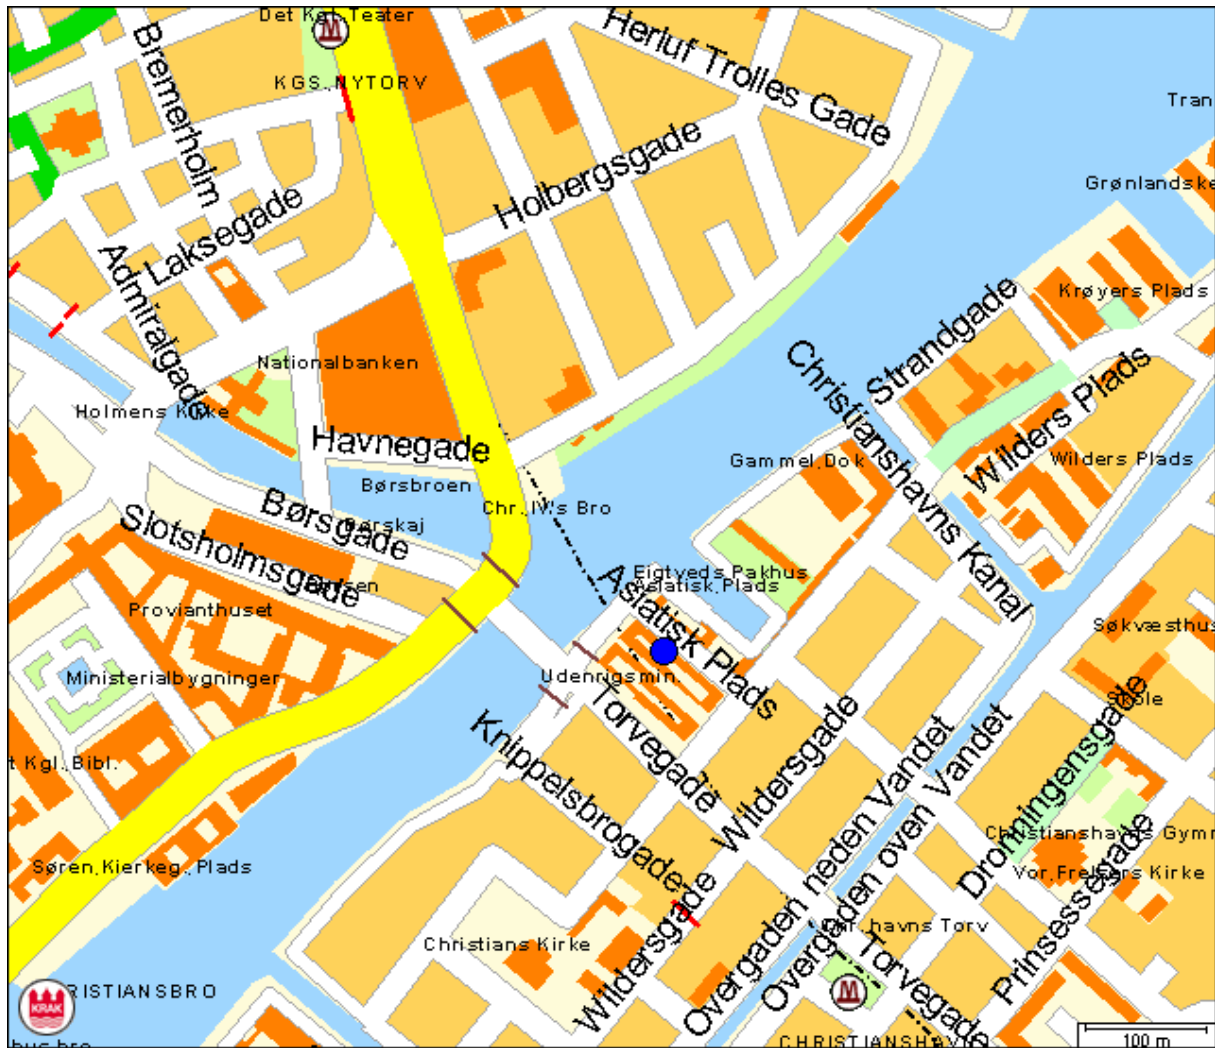 Det Kgl. Teater
KGS. NYTORV
Herluf Trolles Gade
Bremerholm
Holbergsgade
Laksegade
Admiralgade
Tran
Grønlandske
Krøyers Plads
Strandgade
Christianshavns Kanal
Wilders Plads
Wilders Plads
Nationalbanken
Holmens Kirke
Havnegade
Børsbroen
Chr. IV's Bro
Gammel Dok
Børsgade
Børskaj
Slotsholmsgade
Provianthuset
Eigtveds Pakhus
Asiatisk Plads
Asiatisk Plads
Søkvæsthus
Ministerialbygninger
Udenrigsmin.
Torvegade
Skole
t Kgl. Bibl.
Knippelsbrogade
Wildersgade
Overgaden neden Vandet
Overgaden oven Vandet
Dronningensgade
Christianshavns Gymn
Vor Frelsers Kirke
Prinsessegade
Søren Kierkeg. Plads
Christians Kirke
Wildersgade
Chr.havns Torv
Torvegade
KRAK
RISTIANSBRO
CHRISTIANSHAVN
hus bro
100 m